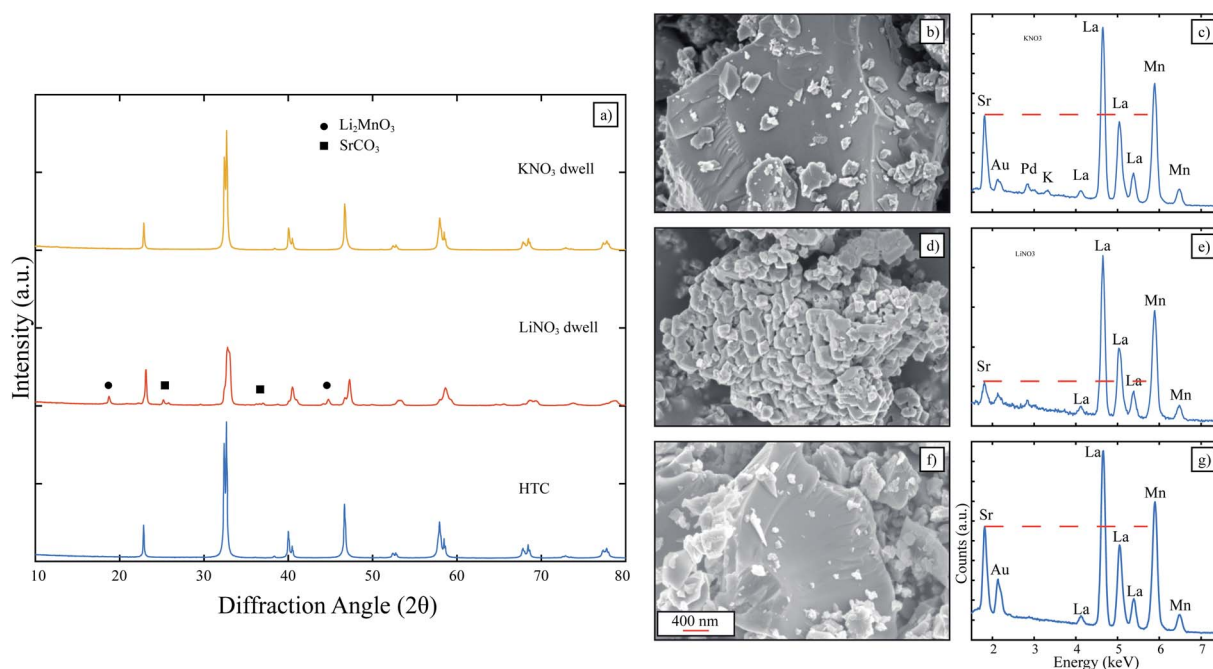 a)
● Li₂MnO₃
■ SrCO₃
KNO₃ dwell
LiNO₃ dwell
HTC
Intensity (a.u.)
10 20 30 40 50 60 70 80
Diffraction Angle (2θ)
b)
d)
f)
400 nm
c)
KNO3
Sr
Au
Pd
K
La
La
La
La
Mn
Mn
e)
LiNO3
Sr
La
La
La
La
Mn
Mn
g)
Sr
Au
La
La
La
La
Mn
Mn
Counts (a.u.)
2 3 4 5 6 7
Energy (keV)